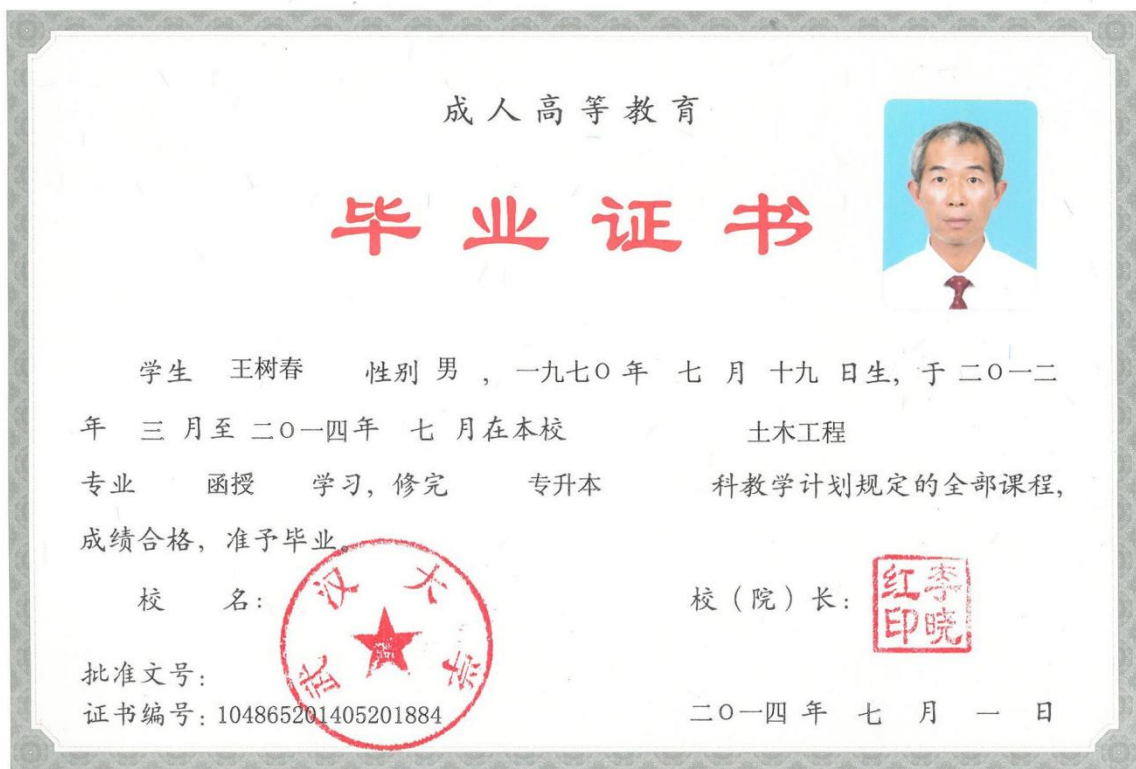 成人高等教育
毕业证书
学生 王树春 性别 男 ，一九七〇年 七 月 十九 日生，于 二〇一二
年 三 月至 二〇一四年 七 月在本校 土木工程
专业 函授 学习，修完 专升本 科教学计划规定的全部课程，
成绩合格，准予毕业。
校 名： 武汉大学 校（院）长： 李晓红印
批准文号：
证书编号：104865201405201884 二〇一四 年 七 月 一 日